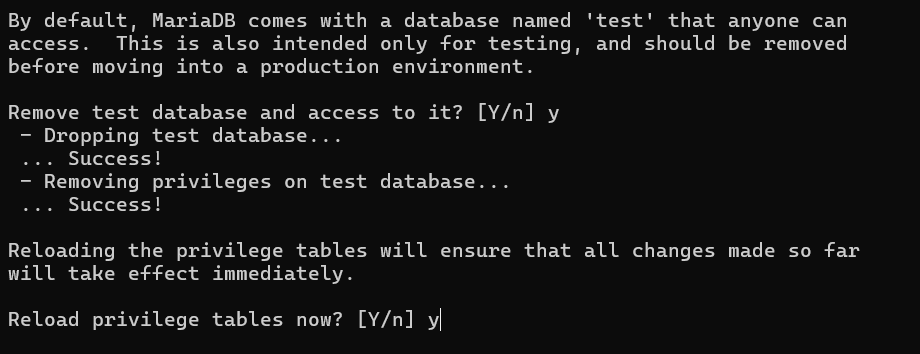 By default, MariaDB comes with a database named 'test' that anyone can
access.  This is also intended only for testing, and should be removed
before moving into a production environment.

Remove test database and access to it? [Y/n] y
 - Dropping test database...
 ... Success!
 - Removing privileges on test database...
 ... Success!

Reloading the privilege tables will ensure that all changes made so far
will take effect immediately.

Reload privilege tables now? [Y/n] y